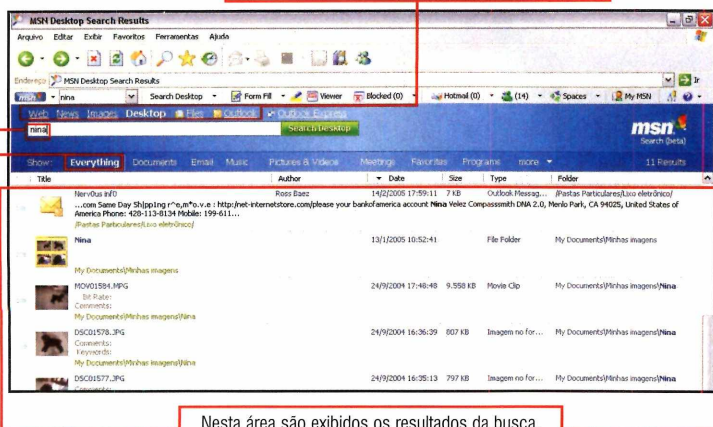 MSN Desktop Search Results
Arquivo Editar Exibir Favoritos Ferramentas Ajuda
Endereço MSN Desktop Search Results Ir
msn nina Search Desktop Form Fill Viewer Blocked (0) Hotmail (0) (14) Spaces My MSN
Web News Images Desktop Files Outlook Outlook Express
nina Search Desktop
msn
Search (beta)
Show: Everything Documents Email Music Pictures & Videos Meetings Favorites Programs more 11 Results
Title Author Date Size Type Folder
Nerv0us inf0 Ross Baez 14/2/2005 17:59:11 7 KB Outlook Messag... /Pastas Particulares/Lixo eletrônico/
...com Same Day Sh|pp1ng r^e,m*o.v.e : http:/net-internetstore.com/please your bankofamerica account Nina Velez Compasssmith DNA 2.0, Menlo Park, CA 94025, United States of
America Phone: 428-113-8134 Mobile: 199-611...
/Pastas Particulares/Lixo eletrônico/
Nina 13/1/2005 10:52:41 File Folder My Documents\Minhas imagens
My Documents\Minhas imagens
MOV01584.MPG 24/9/2004 17:48:48 9.558 KB Movie Clip My Documents\Minhas imagens\Nina
Bit Rate:
Comments:
My Documents\Minhas imagens\Nina
DSC01578.JPG 24/9/2004 16:36:39 807 KB Imagem no for... My Documents\Minhas imagens\Nina
Comments:
Keywords:
My Documents\Minhas imagens\Nina
DSC01577.JPG 24/9/2004 16:35:13 797 KB Imagem no for... My Documents\Minhas imagens\Nina
Comments:
Nesta área são exibidos os resultados da busca